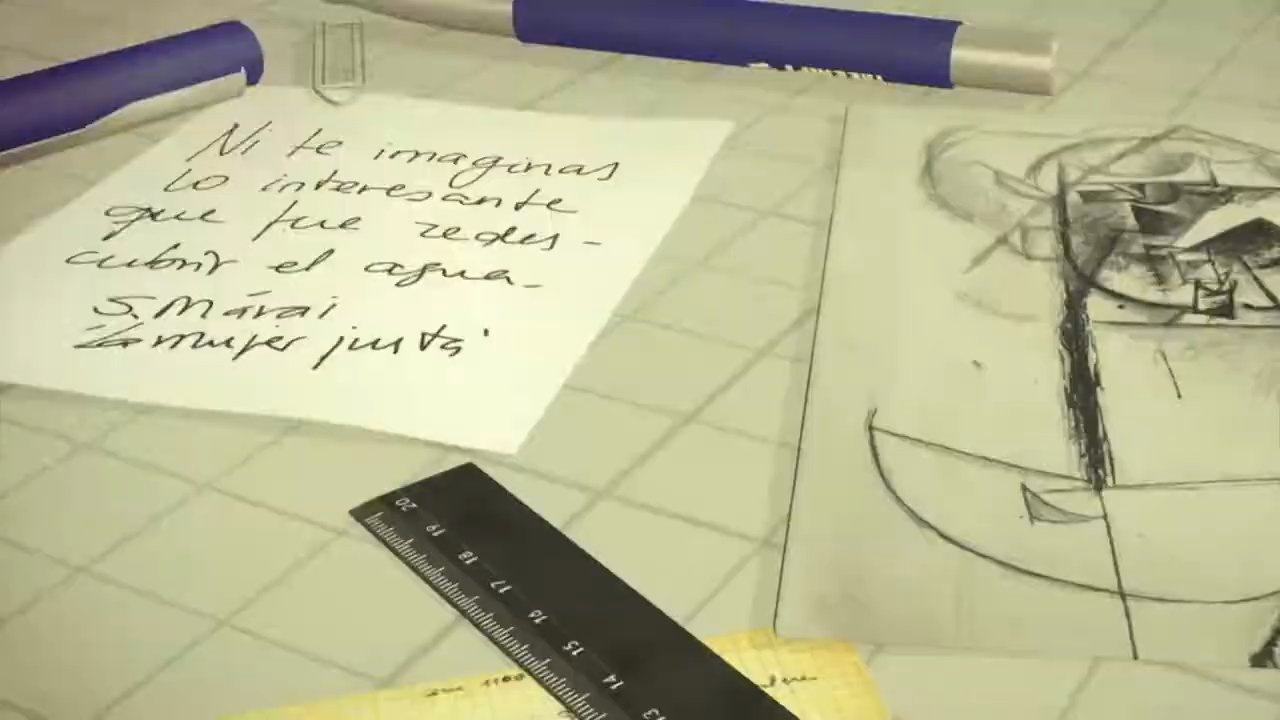 Ni te imaginas
lo interesante
que fue redes-
cubrir el agua.
S. Márai
"La mujer justa"
20 19 18 17 16 15 14 13